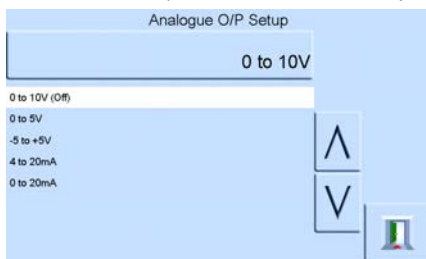 Analogue O/P Setup
0 to 10V
0 to 10V (Off)
0 to 5V
-5 to +5V
4 to 20mA
0 to 20mA